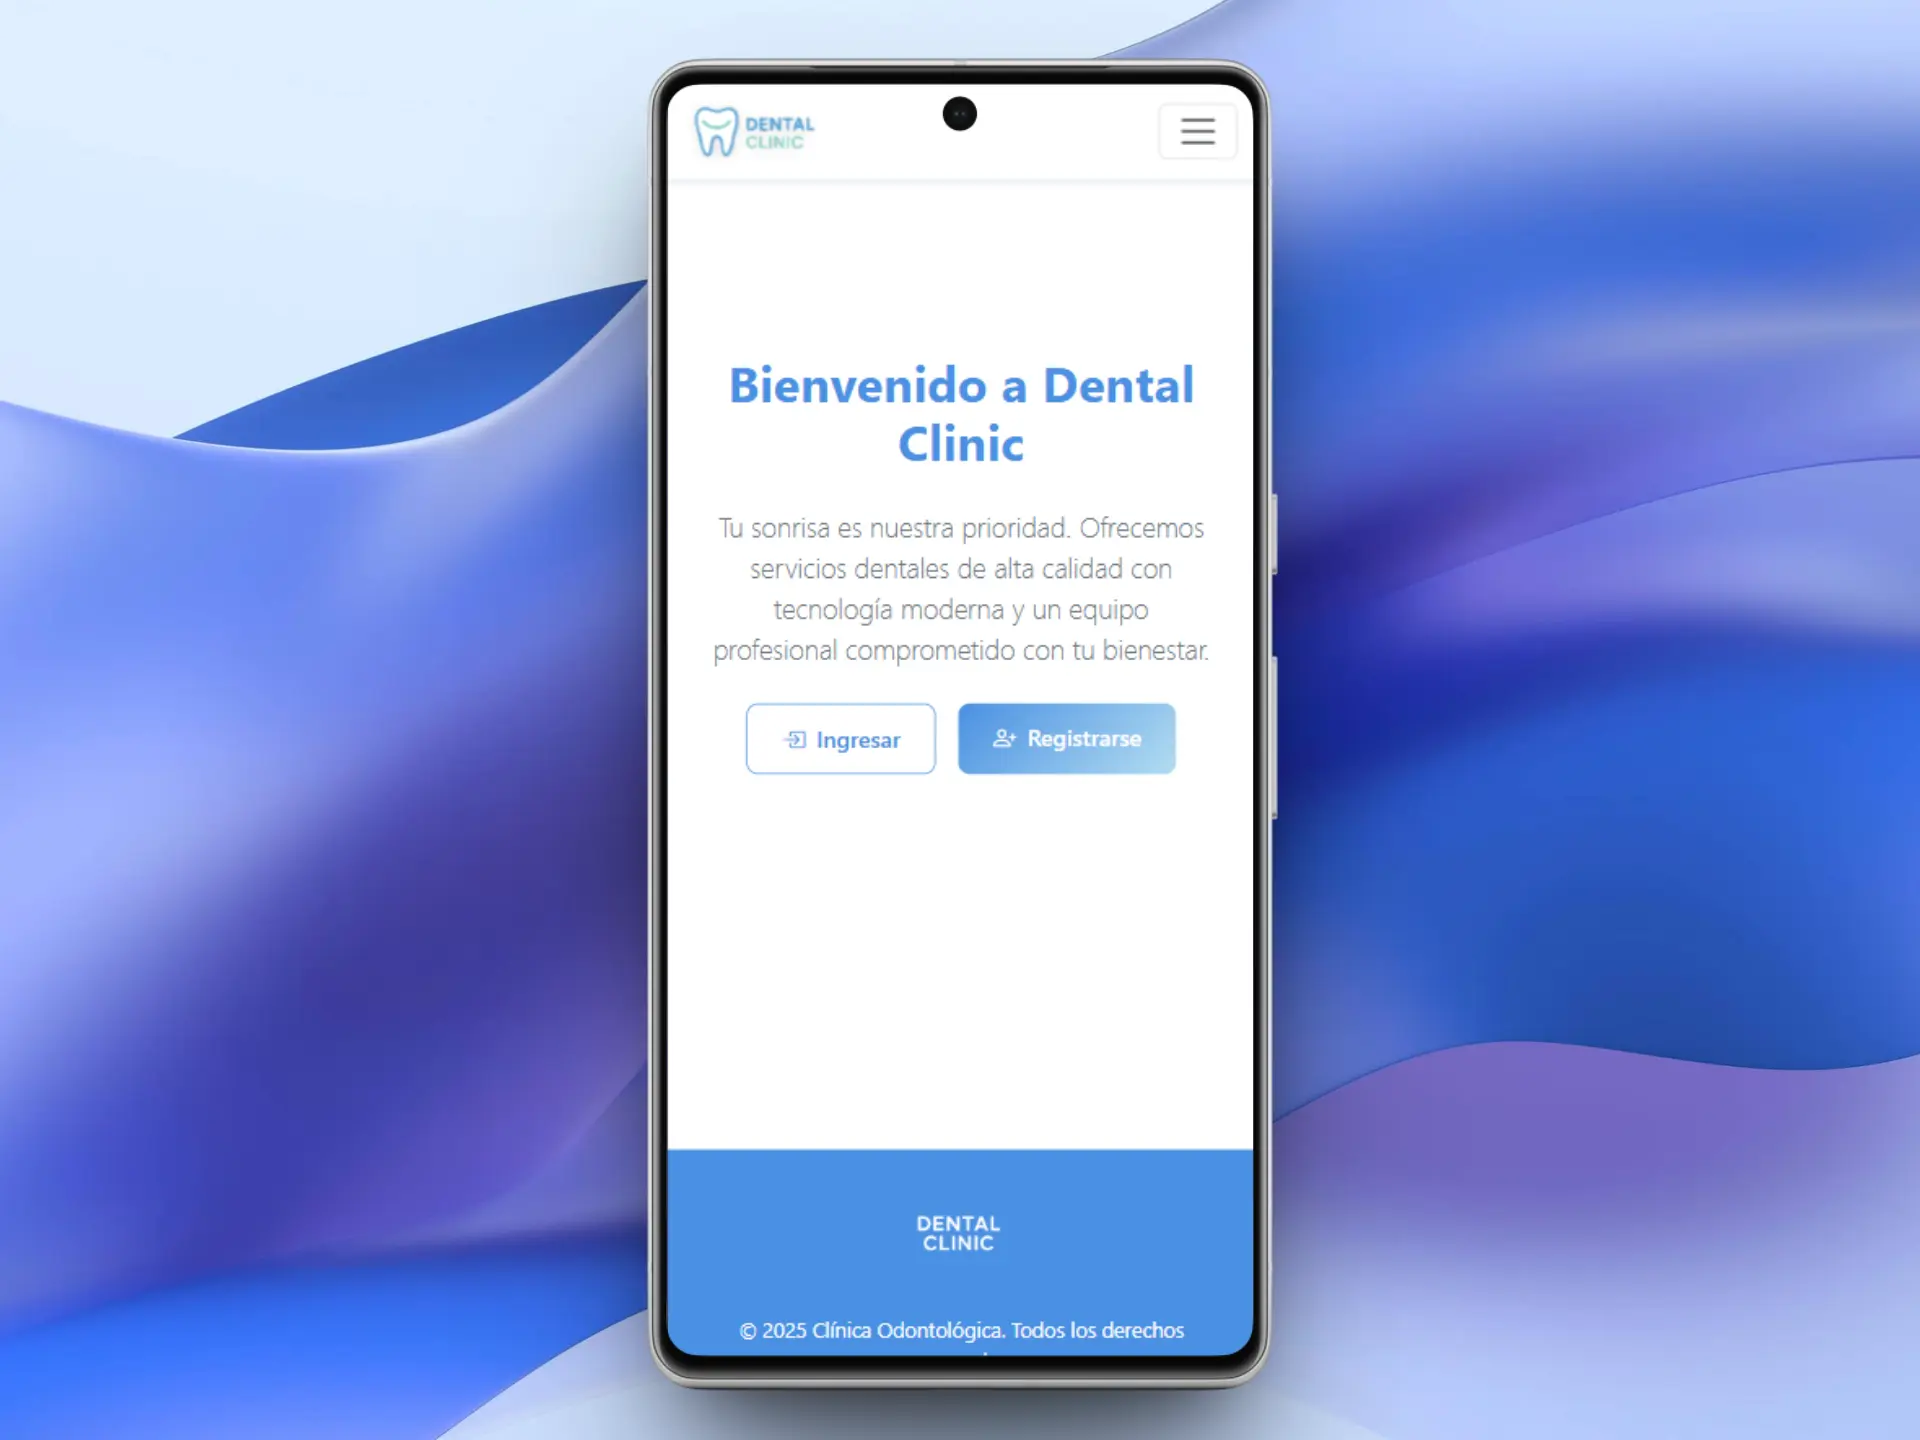 DENTAL
CLINIC
Bienvenido a Dental
Clinic
Tu sonrisa es nuestra prioridad. Ofrecemos
servicios dentales de alta calidad con
tecnología moderna y un equipo
profesional comprometido con tu bienestar.
Ingresar
Registrarse
DENTAL
CLINIC
© 2025 Clínica Odontológica. Todos los derechos